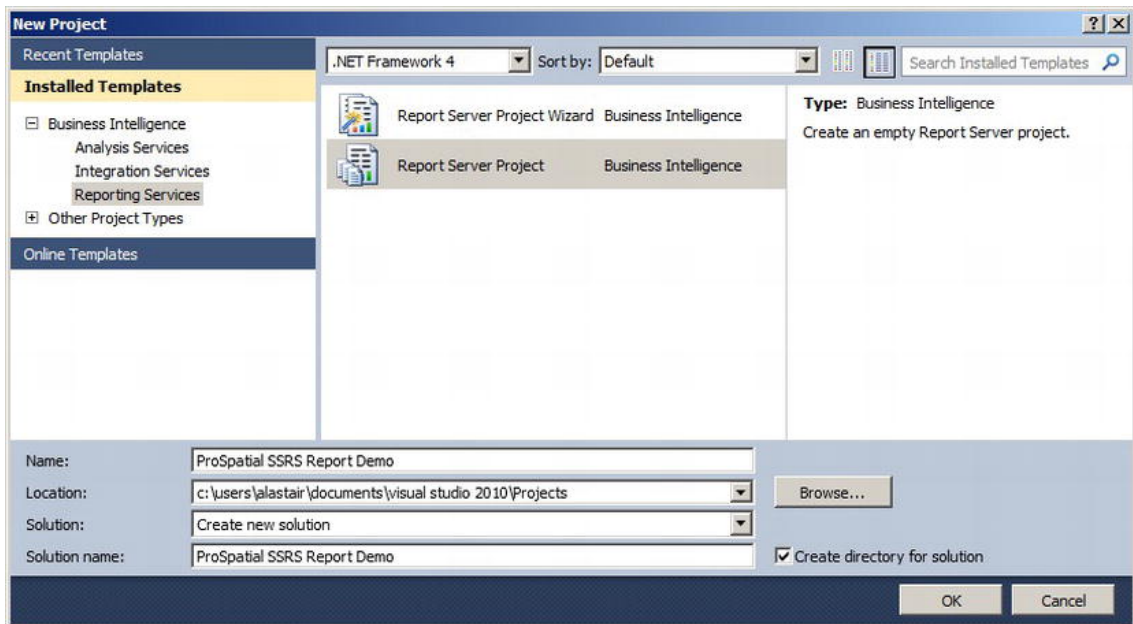 New Project
Recent Templates
Installed Templates
Business Intelligence
Analysis Services
Integration Services
Reporting Services
Other Project Types
Online Templates
.NET Framework 4 Sort by: Default Search Installed Templates
Report Server Project Wizard Business Intelligence
Report Server Project Business Intelligence
Type: Business Intelligence
Create an empty Report Server project.
Name: ProSpatial SSRS Report Demo
Location: c:\users\alastair\documents\visual studio 2010\Projects Browse...
Solution: Create new solution
Solution name: ProSpatial SSRS Report Demo Create directory for solution
OK Cancel